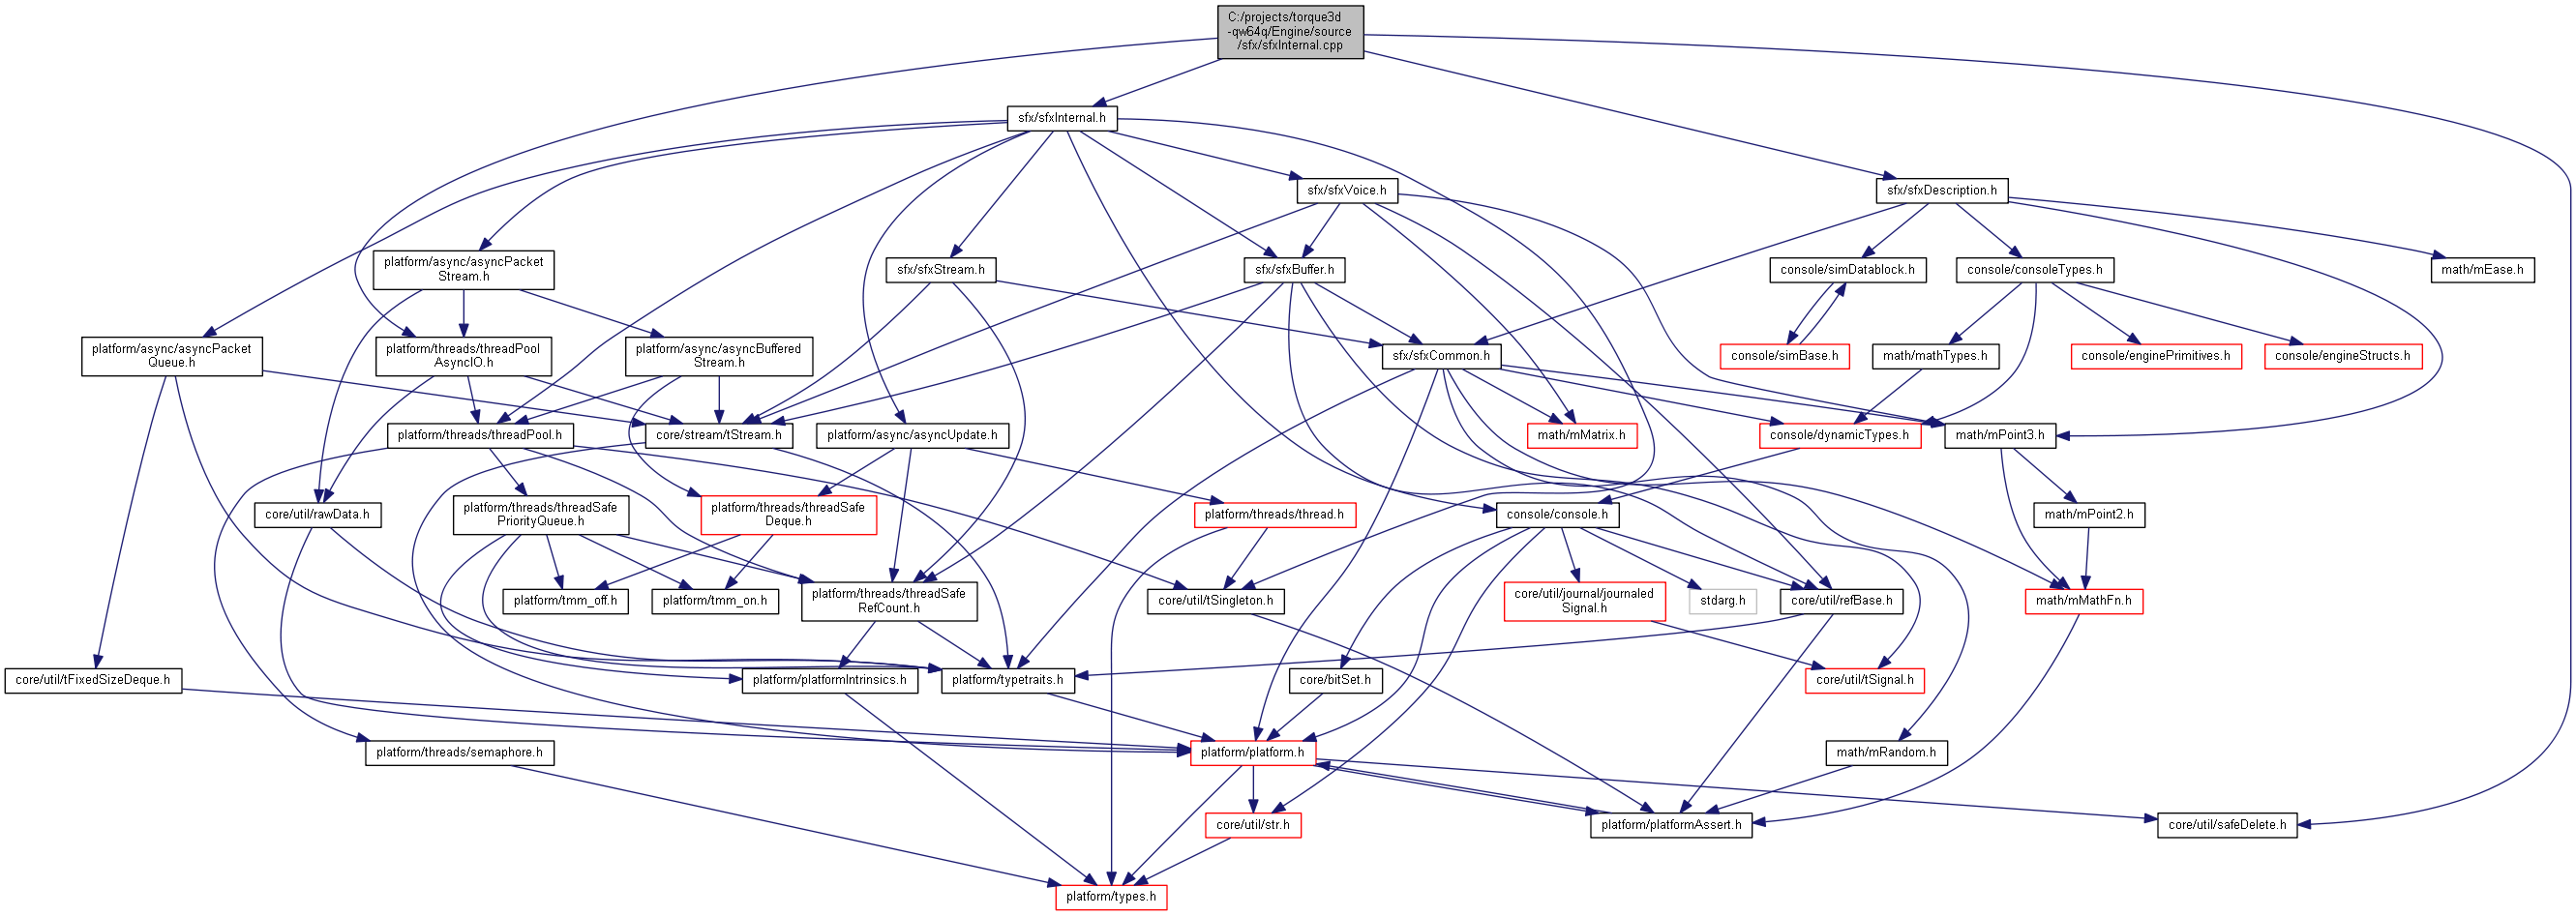 C:/projects/torque3d
-qw64q/Engine/source
/sfx/sfxInternal.cpp
sfx/sfxInternal.h
sfx/sfxVoice.h
sfx/sfxDescription.h
platform/async/asyncPacket
Stream.h
sfx/sfxStream.h
sfx/sfxBuffer.h
console/simDatablock.h
console/consoleTypes.h
math/mEase.h
platform/async/asyncPacket
Queue.h
platform/threads/threadPool
AsyncIO.h
platform/async/asyncBuffered
Stream.h
sfx/sfxCommon.h
console/simBase.h
math/mathTypes.h
console/enginePrimitives.h
console/engineStructs.h
platform/threads/threadPool.h
core/stream/tStream.h
platform/async/asyncUpdate.h
math/mMatrix.h
console/dynamicTypes.h
math/mPoint3.h
core/util/rawData.h
platform/threads/threadSafe
PriorityQueue.h
platform/threads/threadSafe
Deque.h
platform/threads/thread.h
console/console.h
math/mPoint2.h
platform/tmm_off.h
platform/tmm_on.h
platform/threads/threadSafe
RefCount.h
core/util/tSingleton.h
core/util/journal/journaled
Signal.h
stdarg.h
core/util/refBase.h
math/mMathFn.h
core/util/tFixedSizeDeque.h
platform/platformIntrinsics.h
platform/typetraits.h
core/bitSet.h
core/util/tSignal.h
platform/threads/semaphore.h
platform/platform.h
math/mRandom.h
core/util/str.h
platform/platformAssert.h
core/util/safeDelete.h
platform/types.h